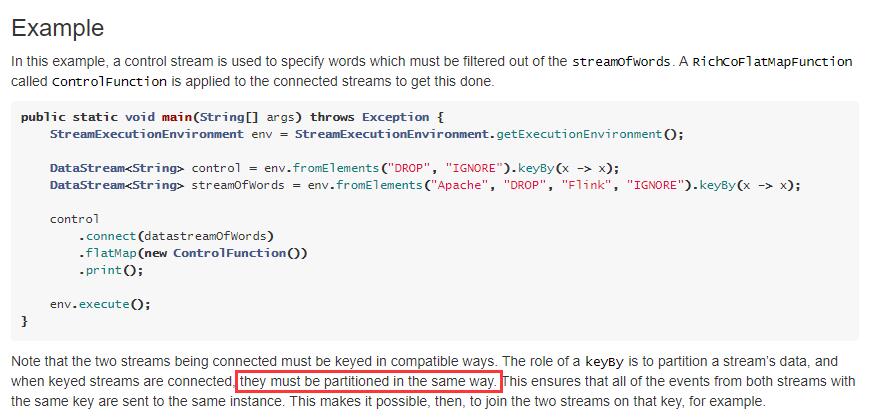 Example
In this example, a control stream is used to specify words which must be filtered out of the streamOfWords. A RichCoFlatMapFunction
called ControlFunction is applied to the connected streams to get this done.
public static void main(String[] args) throws Exception {
    StreamExecutionEnvironment env = StreamExecutionEnvironment.getExecutionEnvironment();
    DataStream<String> control = env.fromElements("DROP", "IGNORE").keyBy(x -> x);
    DataStream<String> streamOfWords = env.fromElements("Apache", "DROP", "Flink", "IGNORE").keyBy(x -> x);
    control
        .connect(datastreamOfWords)
        .flatMap(new ControlFunction())
        .print();
    env.execute();
}
Note that the two streams being connected must be keyed in compatible ways. The role of a keyBy is to partition a stream's data, and
when keyed streams are connected, they must be partitioned in the same way. This ensures that all of the events from both streams with
the same key are sent to the same instance. This makes it possible, then, to join the two streams on that key, for example.